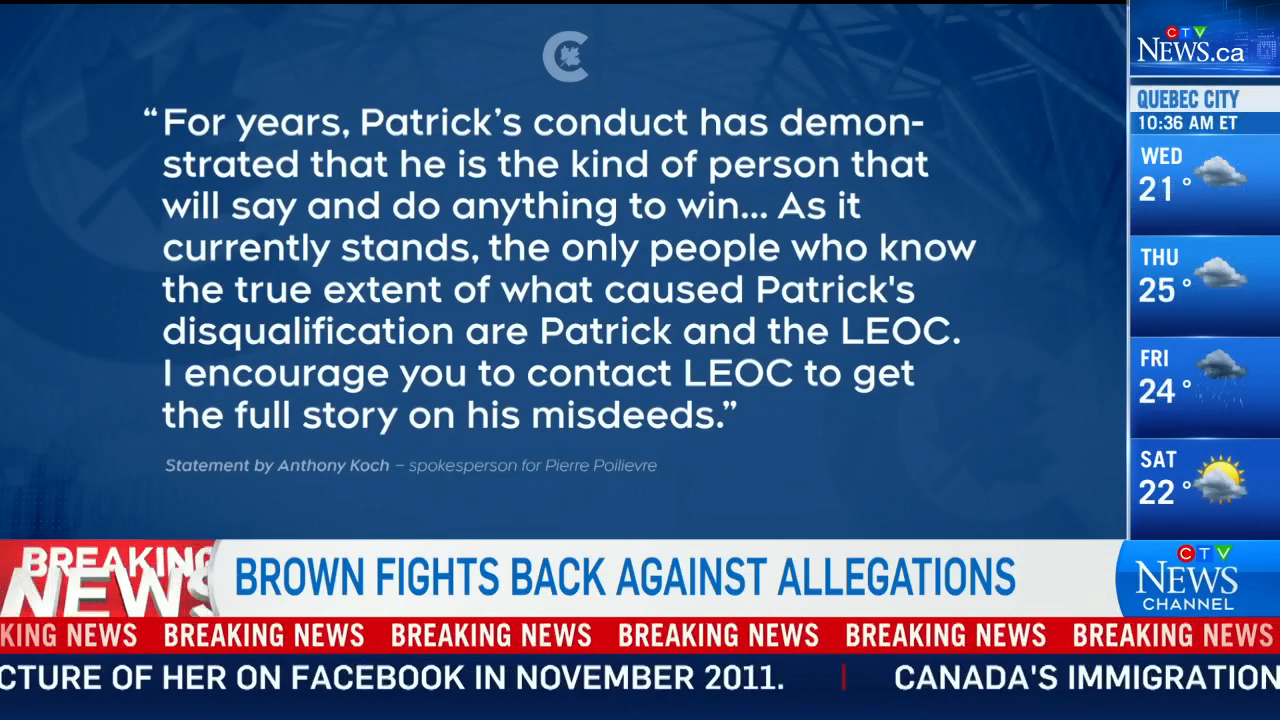 “For years, Patrick’s conduct has demon-
strated that he is the kind of person that
will say and do anything to win... As it
currently stands, the only people who know
the true extent of what caused Patrick's
disqualification are Patrick and the LEOC.
I encourage you to contact LEOC to get
the full story on his misdeeds.”
Statement by Anthony Koch – spokesperson for Pierre Poilievre
CTV
NEWS.ca
QUEBEC CITY
10:36 AM ET
WED
21°
THU
25°
FRI
24°
SAT
22°
BREAKING
NEWS
BROWN FIGHTS BACK AGAINST ALLEGATIONS
CTV
NEWS
CHANNEL
KING NEWS BREAKING NEWS BREAKING NEWS BREAKING NEWS BREAKING NEWS BREAKING NEWS
CTURE OF HER ON FACEBOOK IN NOVEMBER 2011. | CANADA'S IMMIGRATION